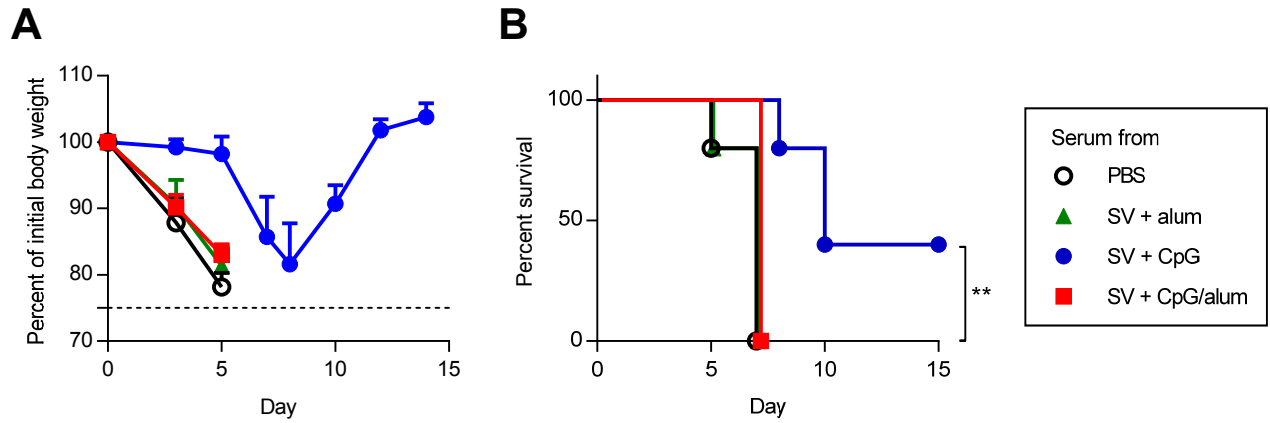 A
Percent of initial body weight
110
100
90
80
70
0
5
10
15
Day
B
Percent survival
100
50
0
0
5
10
15
Day
**
Serum from
PBS
SV + alum
SV + CpG
SV + CpG/alum